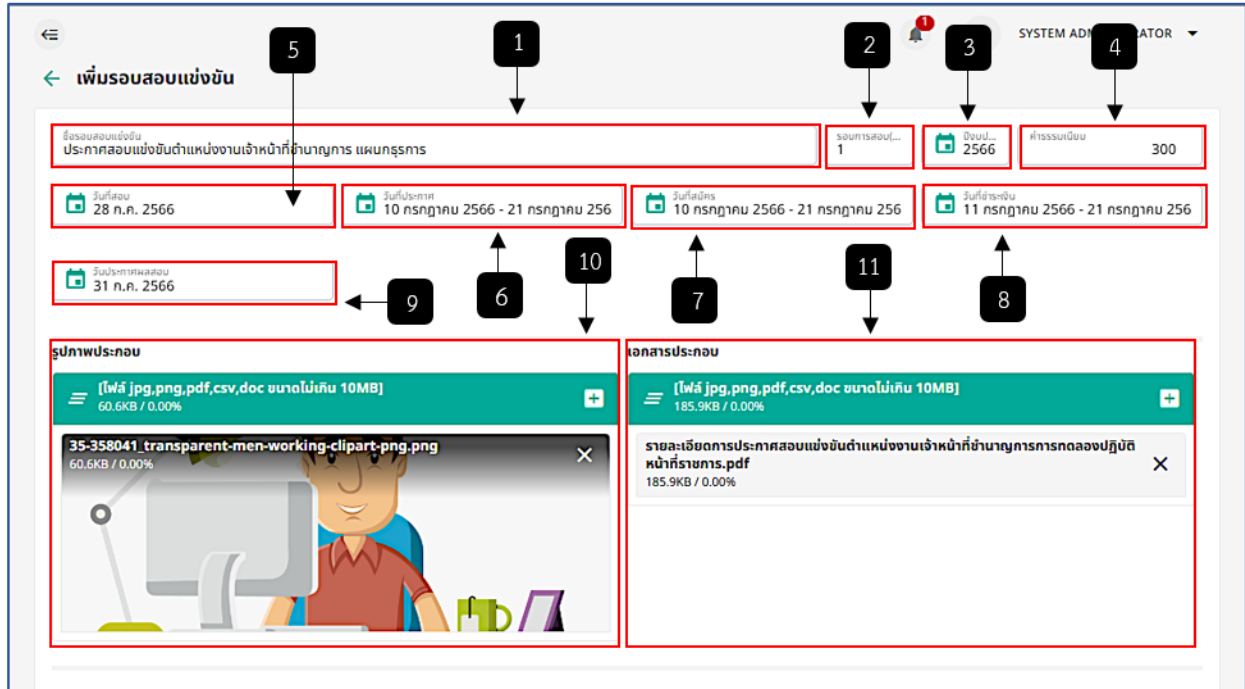 1
SYSTEM ADM ATOR
5
1
2
3
4
เพิ่มรอบสอบแข่งขัน
ชื่อรอบสอบแข่งขัน
ประกาศสอบแข่งขันตำแหน่งงานเจ้าหน้าที่ชำนาญการ แผนกธุรการ
รอบการสอบ(...
1
ปีงบป...
2566
ค่าธรรมเนียม
300
วันที่สอบ
28 ก.ค. 2566
วันที่ประกาศ
10 กรกฎาคม 2566 - 21 กรกฎาคม 256
วันที่สมัคร
10 กรกฎาคม 2566 - 21 กรกฎาคม 256
วันที่ชำระเงิน
11 กรกฎาคม 2566 - 21 กรกฎาคม 256
วันประกาศผลสอบ
31 ก.ค. 2566
9
6
10
7
11
8
รูปภาพประกอบ
[ไฟล์ jpg,png,pdf,csv,doc ขนาดไม่เกิน 10MB]
60.6KB / 0.00%
35-358041_transparent-men-working-clipart-png.png
60.6KB / 0.00%
เอกสารประกอบ
[ไฟล์ jpg,png,pdf,csv,doc ขนาดไม่เกิน 10MB]
185.9KB / 0.00%
รายละเอียดการประกาศสอบแข่งขันตำแหน่งงานเจ้าหน้าที่ชำนาญการการทดลองปฏิบัติ
หน้าที่ราชการ.pdf
185.9KB / 0.00%